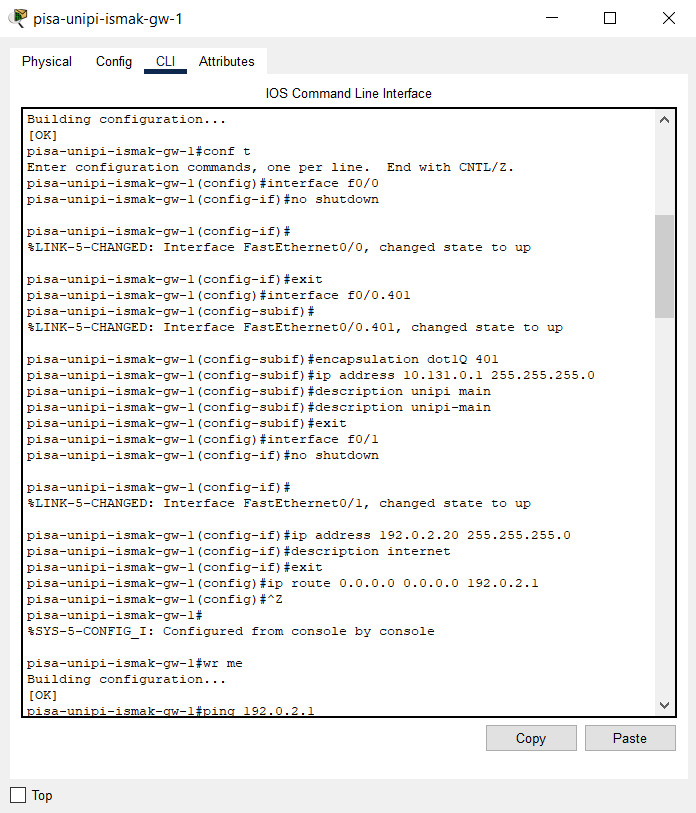 pisa-unipi-ismak-gw-1
Physical Config CLI Attributes
IOS Command Line Interface
Building configuration...
[OK]
pisa-unipi-ismak-gw-1#conf t
Enter configuration commands, one per line.  End with CNTL/Z.
pisa-unipi-ismak-gw-1(config)#interface f0/0
pisa-unipi-ismak-gw-1(config-if)#no shutdown
pisa-unipi-ismak-gw-1(config-if)#
%LINK-5-CHANGED: Interface FastEthernet0/0, changed state to up
pisa-unipi-ismak-gw-1(config-if)#exit
pisa-unipi-ismak-gw-1(config)#interface f0/0.401
pisa-unipi-ismak-gw-1(config-subif)#
%LINK-5-CHANGED: Interface FastEthernet0/0.401, changed state to up
pisa-unipi-ismak-gw-1(config-subif)#encapsulation dot1Q 401
pisa-unipi-ismak-gw-1(config-subif)#ip address 10.131.0.1 255.255.255.0
pisa-unipi-ismak-gw-1(config-subif)#description unipi main
pisa-unipi-ismak-gw-1(config-subif)#description unipi-main
pisa-unipi-ismak-gw-1(config-subif)#exit
pisa-unipi-ismak-gw-1(config)#interface f0/1
pisa-unipi-ismak-gw-1(config-if)#no shutdown
pisa-unipi-ismak-gw-1(config-if)#
%LINK-5-CHANGED: Interface FastEthernet0/1, changed state to up
pisa-unipi-ismak-gw-1(config-if)#ip address 192.0.2.20 255.255.255.0
pisa-unipi-ismak-gw-1(config-if)#description internet
pisa-unipi-ismak-gw-1(config-if)#exit
pisa-unipi-ismak-gw-1(config)#ip route 0.0.0.0 0.0.0.0 192.0.2.1
pisa-unipi-ismak-gw-1(config)#^Z
pisa-unipi-ismak-gw-1#
%SYS-5-CONFIG_I: Configured from console by console
pisa-unipi-ismak-gw-1#wr me
Building configuration...
[OK]
pisa-unipi-ismak-gw-1#ping 192.0.2.1
Copy Paste
Top